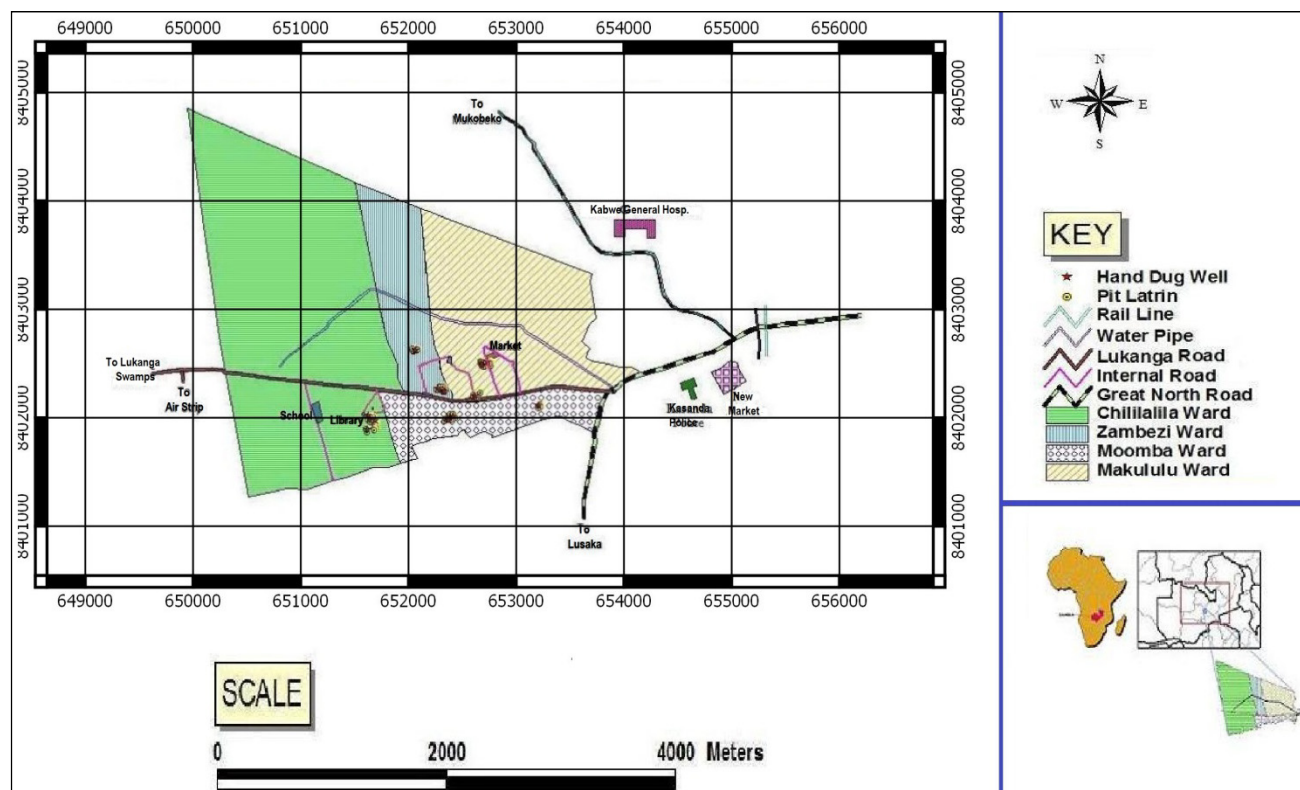 649000 650000 651000 652000 653000 654000 655000 656000
8405000
8404000
8403000
8402000
8401000
8405000
8404000
8403000
8402000
8401000
To
Mukobeko
Kabwe General Hosp.
Market
To Lukanga
Swamps
To
Air Strip
School
Library
Kasanda
Police
New
Market
To
Lusaka
649000 650000 651000 652000 653000 654000 655000 656000
SCALE
0 2000 4000 Meters
N
W E
S
KEY
Hand Dug Well
Pit Latrin
Rail Line
Water Pipe
Lukanga Road
Internal Road
Great North Road
Chililalila Ward
Zambezi Ward
Moomba Ward
Makululu Ward